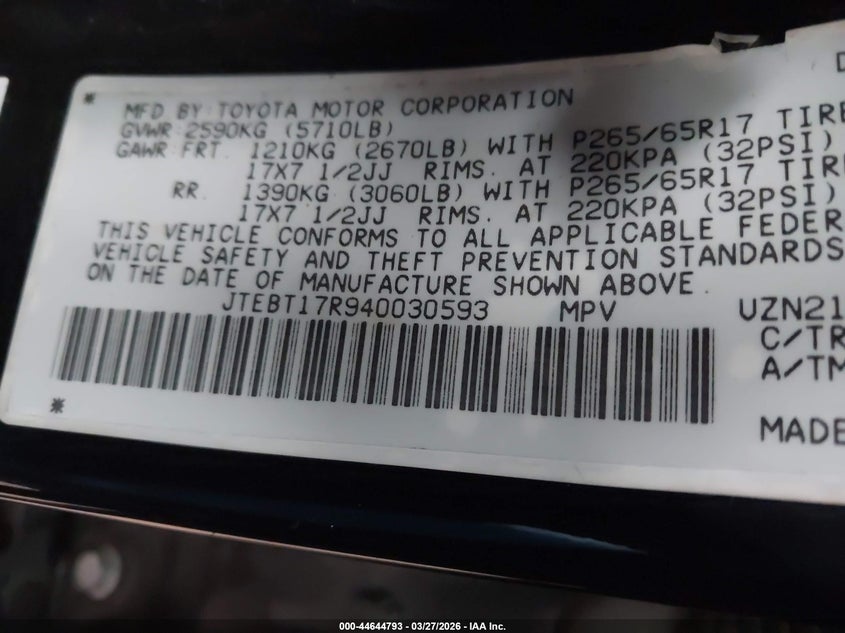 * MFD BY TOYOTA MOTOR CORPORATION
GVWR 2590KG (5710LB)
GAWR FRT. 1210KG (2670LB) WITH P265/65R17 TIRE
17X7 1/2JJ RIMS. AT 220KPA (32PSI)
RR. 1390KG (3060LB) WITH P265/65R17 TIRE
17X7 1/2JJ RIMS. AT 220KPA (32PSI)
THIS VEHICLE CONFORMS TO ALL APPLICABLE FEDER
VEHICLE SAFETY AND THEFT PREVENTION STANDARDS
ON THE DATE OF MANUFACTURE SHOWN ABOVE.
JTEBT17R940030593 MPV UZN21
C/TR
A/TM
*
MADE
000-44644793 - 03/27/2026 - IAA Inc.